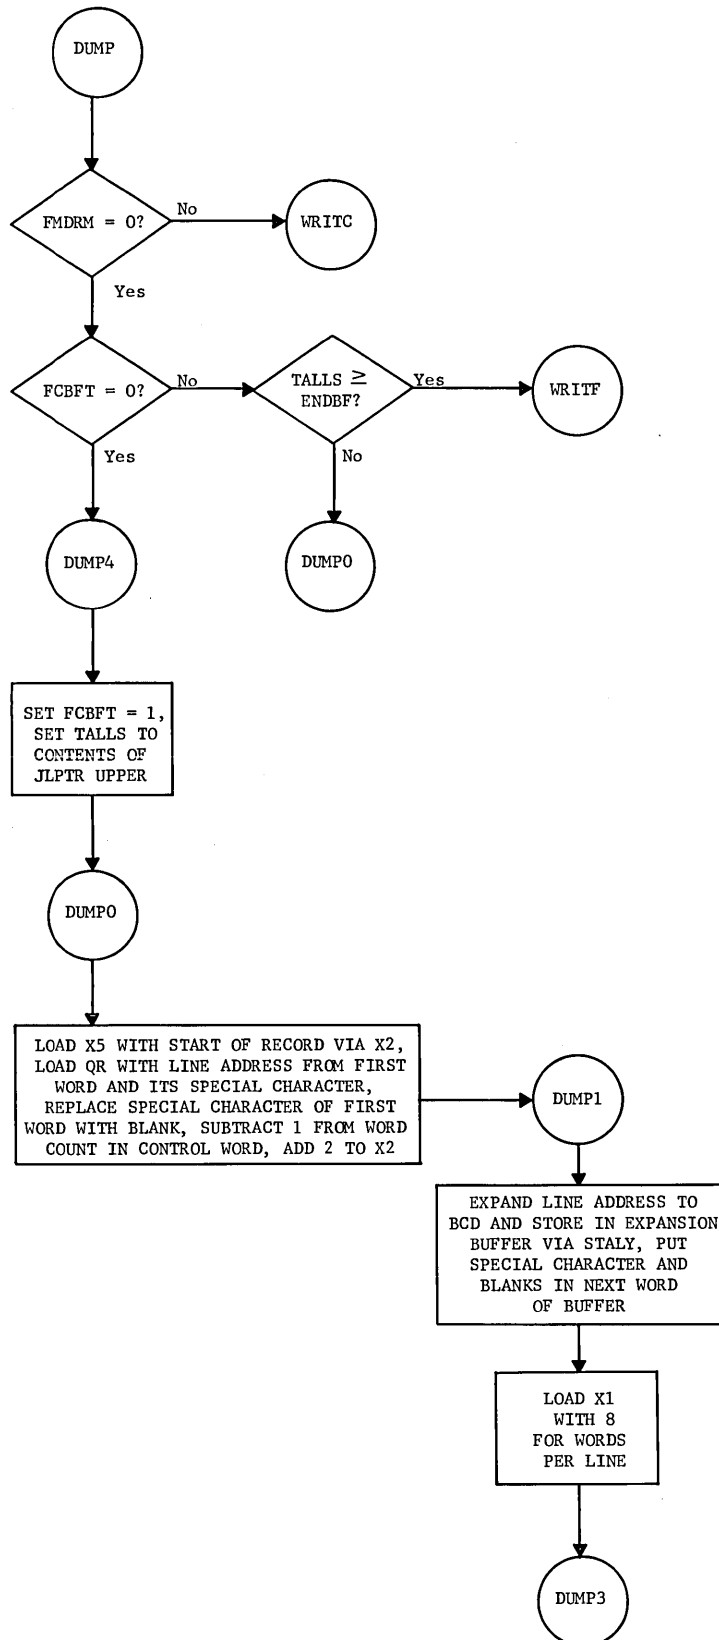 DUMP
FMDRM = 0?
No
WRITC
Yes
FCBFT = 0?
No
TALLS ≥
ENDBF?
Yes
WRITF
Yes
No
DUMP4
DUMP0
SET FCBFT = 1,
SET TALLS TO
CONTENTS OF
JLPTR UPPER
DUMP0
LOAD X5 WITH START OF RECORD VIA X2,
LOAD QR WITH LINE ADDRESS FROM FIRST
WORD AND ITS SPECIAL CHARACTER,
REPLACE SPECIAL CHARACTER OF FIRST
WORD WITH BLANK, SUBTRACT 1 FROM WORD
COUNT IN CONTROL WORD, ADD 2 TO X2
DUMP1
EXPAND LINE ADDRESS TO
BCD AND STORE IN EXPANSION
BUFFER VIA STALY, PUT
SPECIAL CHARACTER AND
BLANKS IN NEXT WORD
OF BUFFER
LOAD X1
WITH 8
FOR WORDS
PER LINE
DUMP3